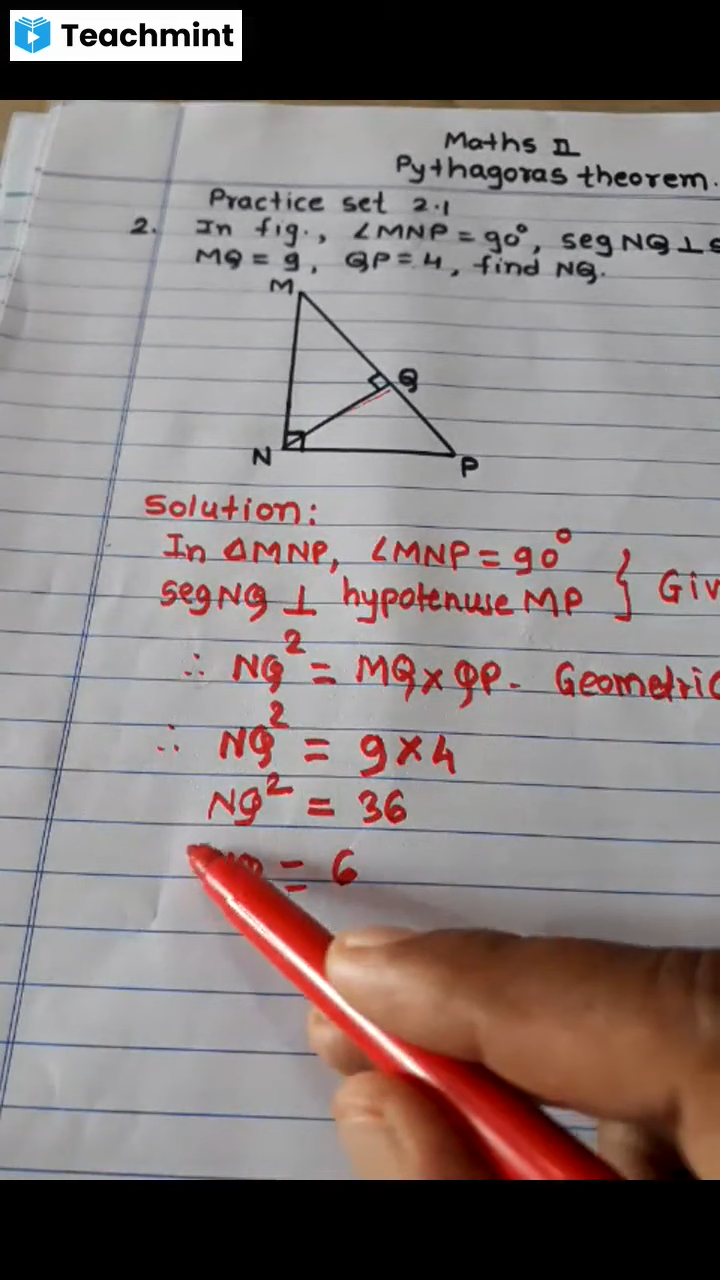 Teachmint
Maths II
Pythagoras theorem.
Practice set 2.1
2. In fig., ∠MNP = 90°, seg NQ ⊥ s
MQ = 9, QP = 4, find NQ.
M
Q
N
P
Solution:
In ΔMNP, ∠MNP = 90°
seg NQ ⊥ hypotenuse MP } Giv
∴ NQ² = MQ × QP - Geometric
∴ NQ² = 9 × 4
NQ² = 36
= 6